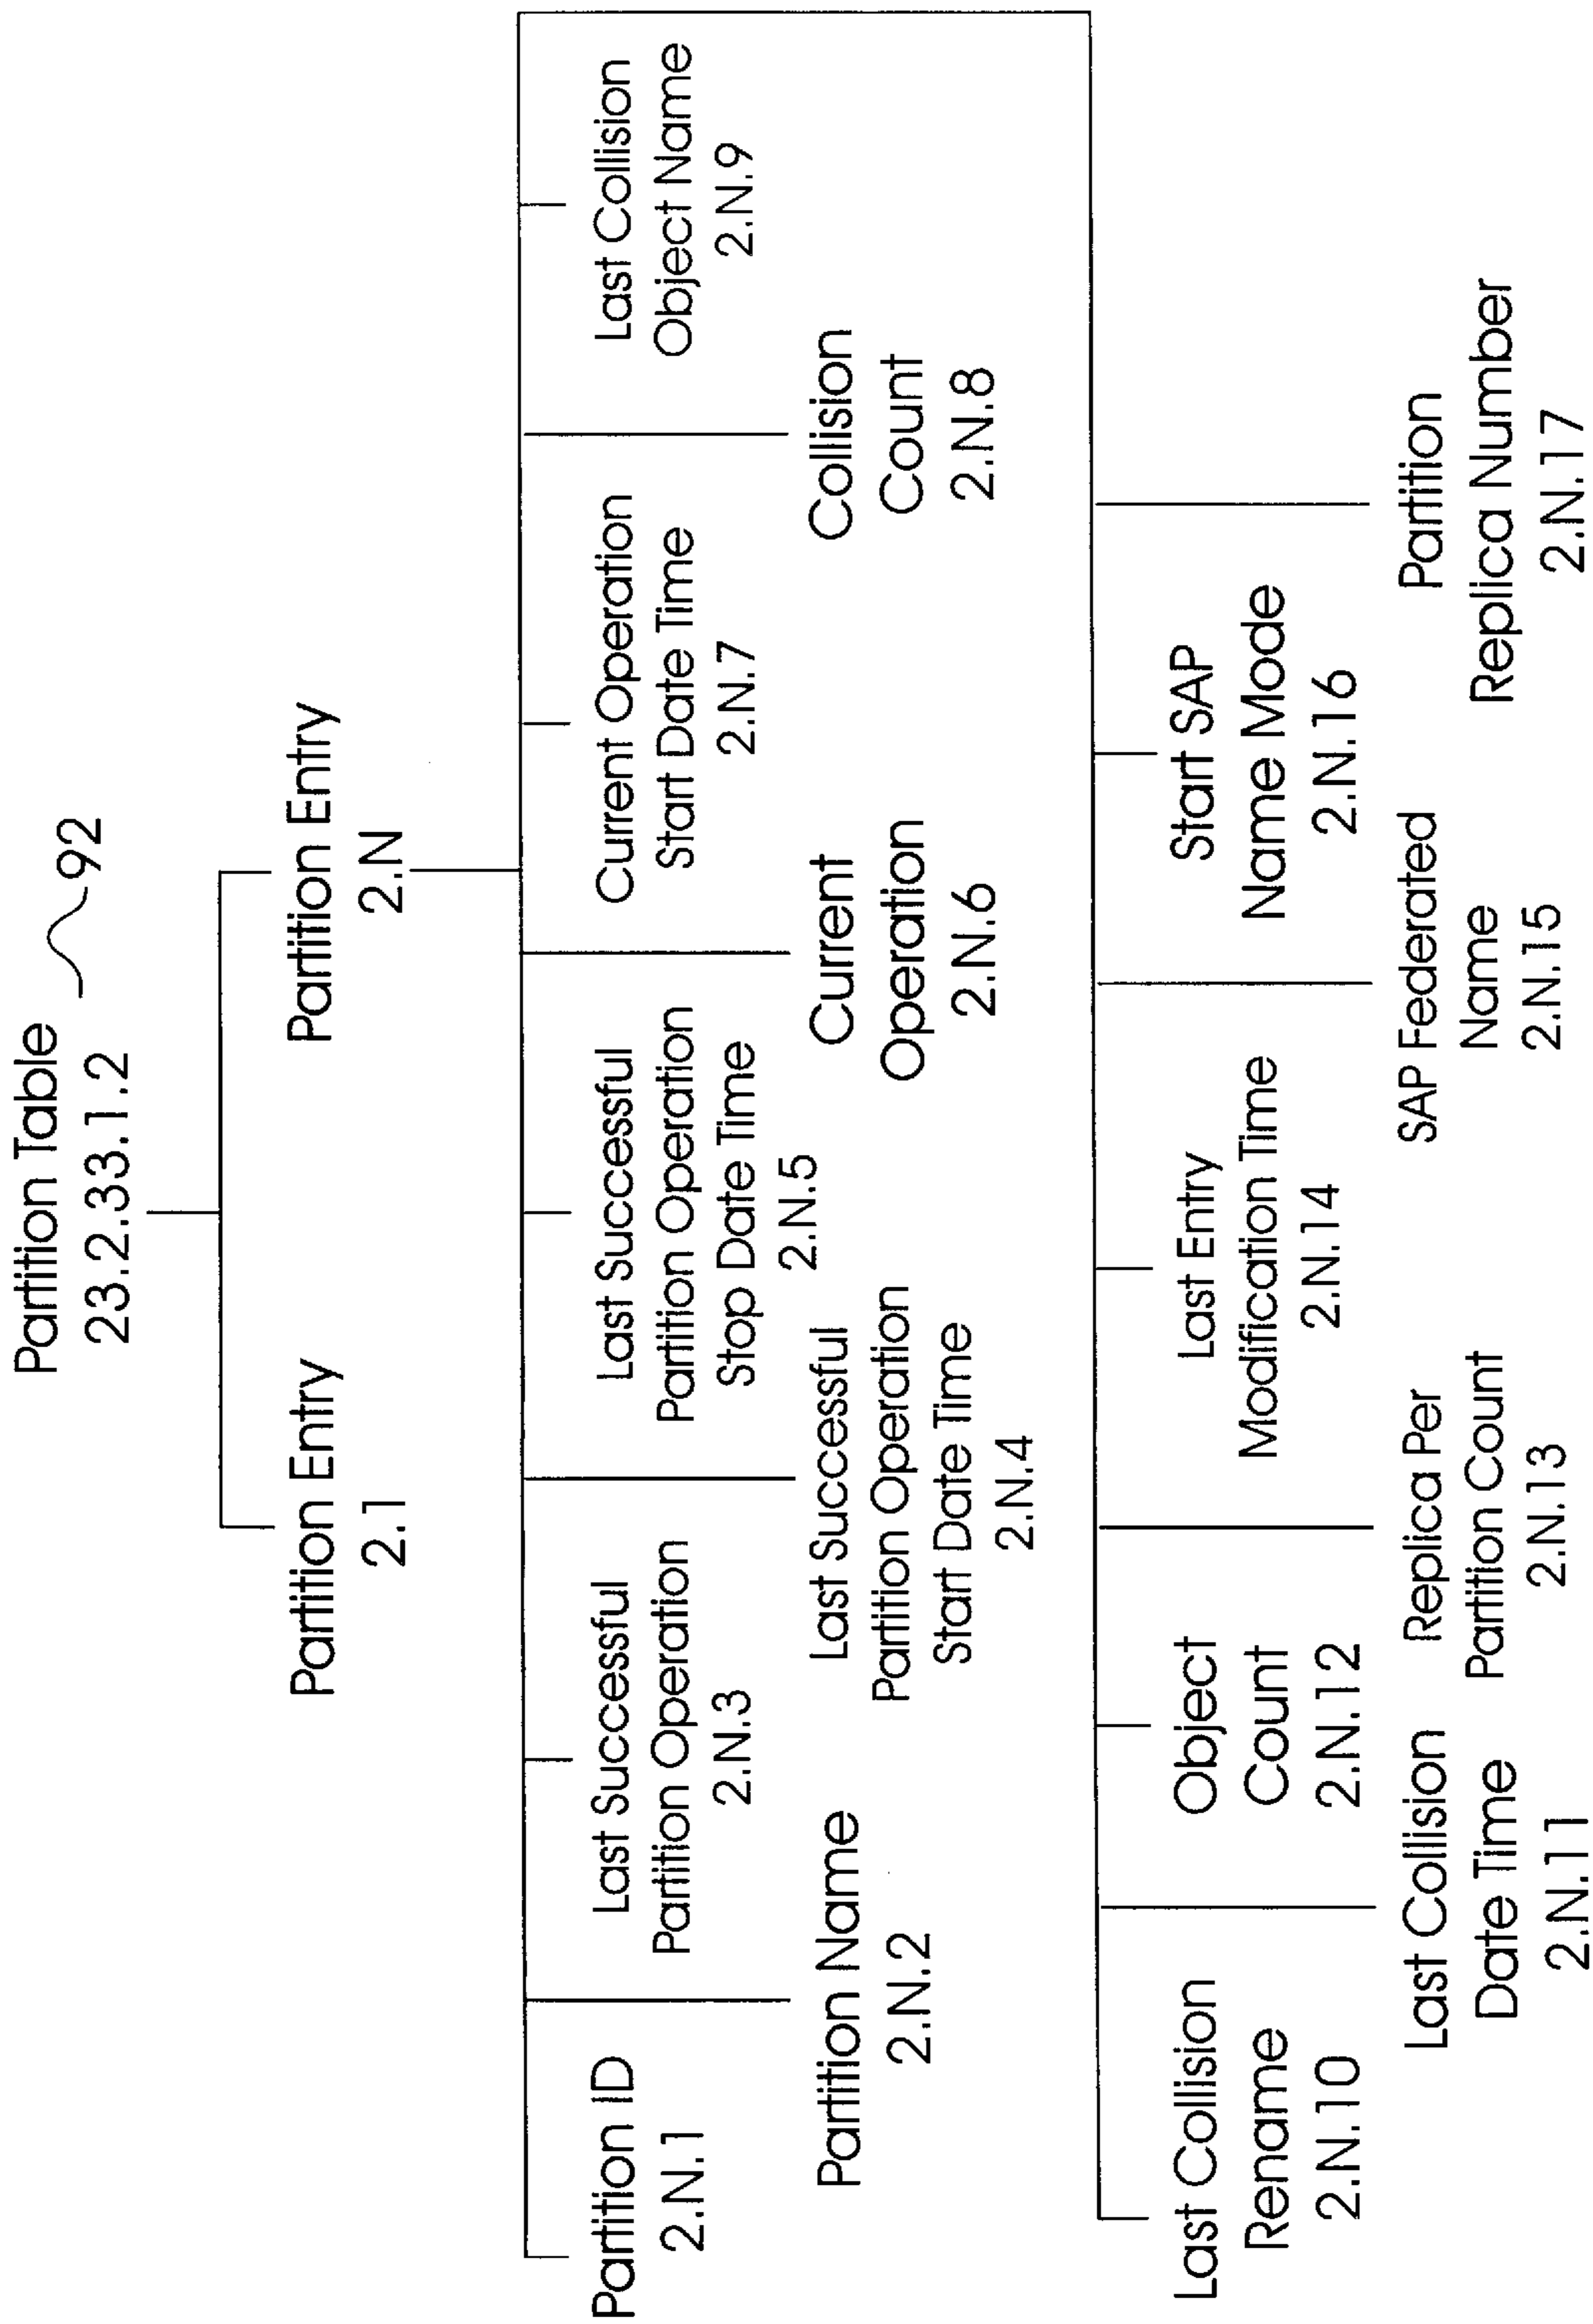 Partition Table
23.2.33.1.2
92
Partition Entry
2.1
Partition Entry
2.N
Partition ID
2.N.1
Partition Name
2.N.2
Last Successful
Partition Operation
2.N.3
Last Successful
Partition Operation
Start Date Time
2.N.4
Last Successful
Partition Operation
Stop Date Time
2.N.5
Current
Operation
2.N.6
Current Operation
Start Date Time
2.N.7
Collision
Count
2.N.8
Last Collision
Object Name
2.N.9
Last Collision
Rename
2.N.10
Last Collision
Date Time
2.N.11
Object
Count
2.N.12
Replica Per
Partition Count
2.N.13
Last Entry
Modification Time
2.N.14
SAP Federated
Name
2.N.15
Start SAP
Name Mode
2.N.16
Partition
Replica Number
2.N.17